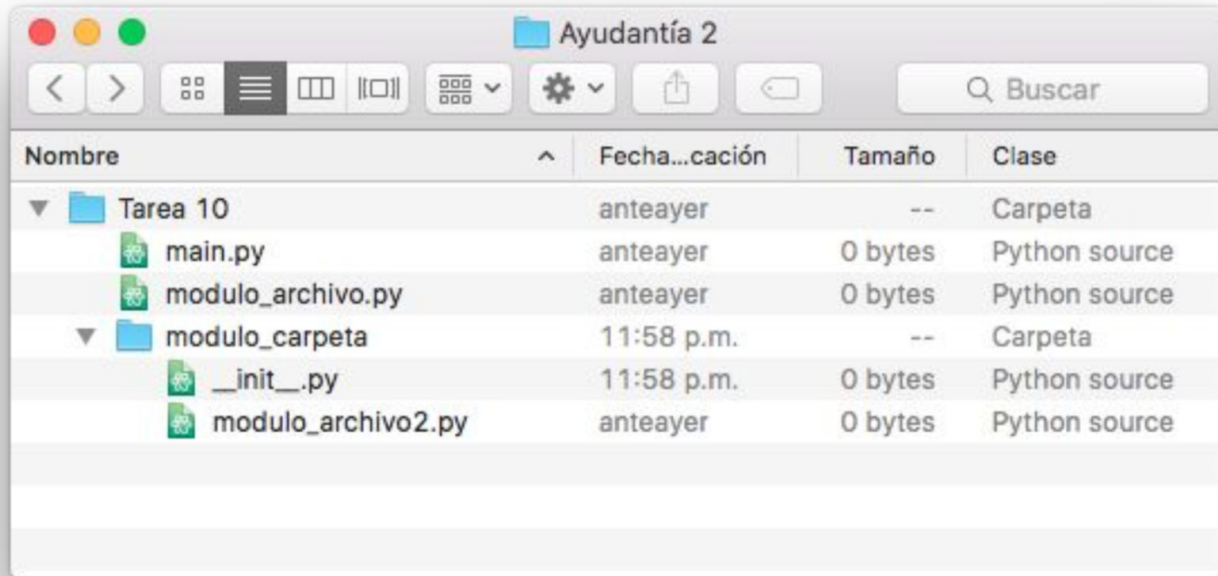 Ayudantía 2
Buscar
Nombre Fecha...cación Tamaño Clase
Tarea 10 anteayer -- Carpeta
main.py anteayer 0 bytes Python source
modulo_archivo.py anteayer 0 bytes Python source
modulo_carpeta 11:58 p.m. -- Carpeta
__init__.py 11:58 p.m. 0 bytes Python source
modulo_archivo2.py anteayer 0 bytes Python source